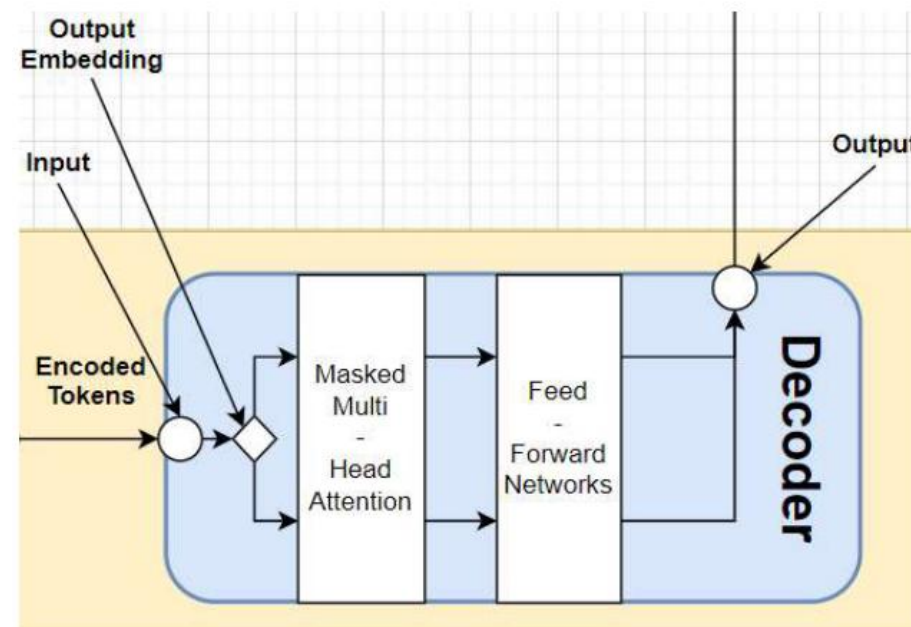 Output
Embedding
Input
Output
Encoded
Tokens
Masked
Multi
-
Head
Attention
Feed
-
Forward
Networks
Decoder